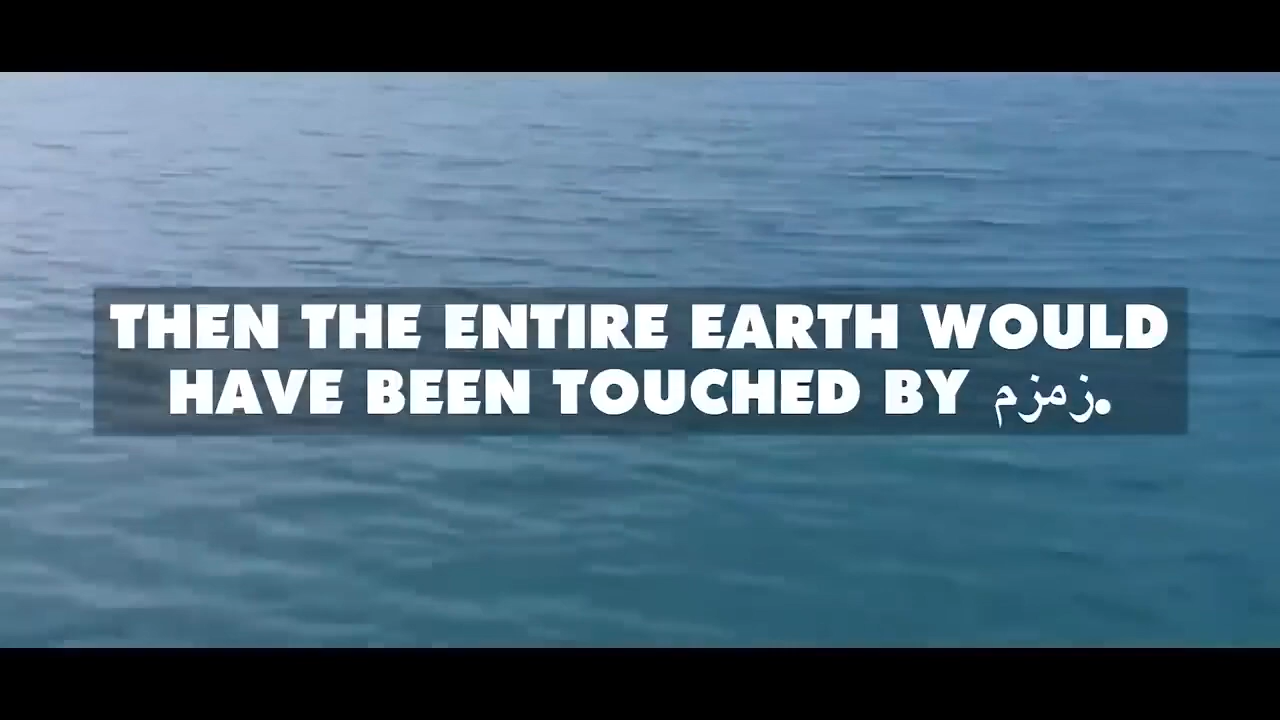 THEN THE ENTIRE EARTH WOULD
HAVE BEEN TOUCHED BY زمزم.